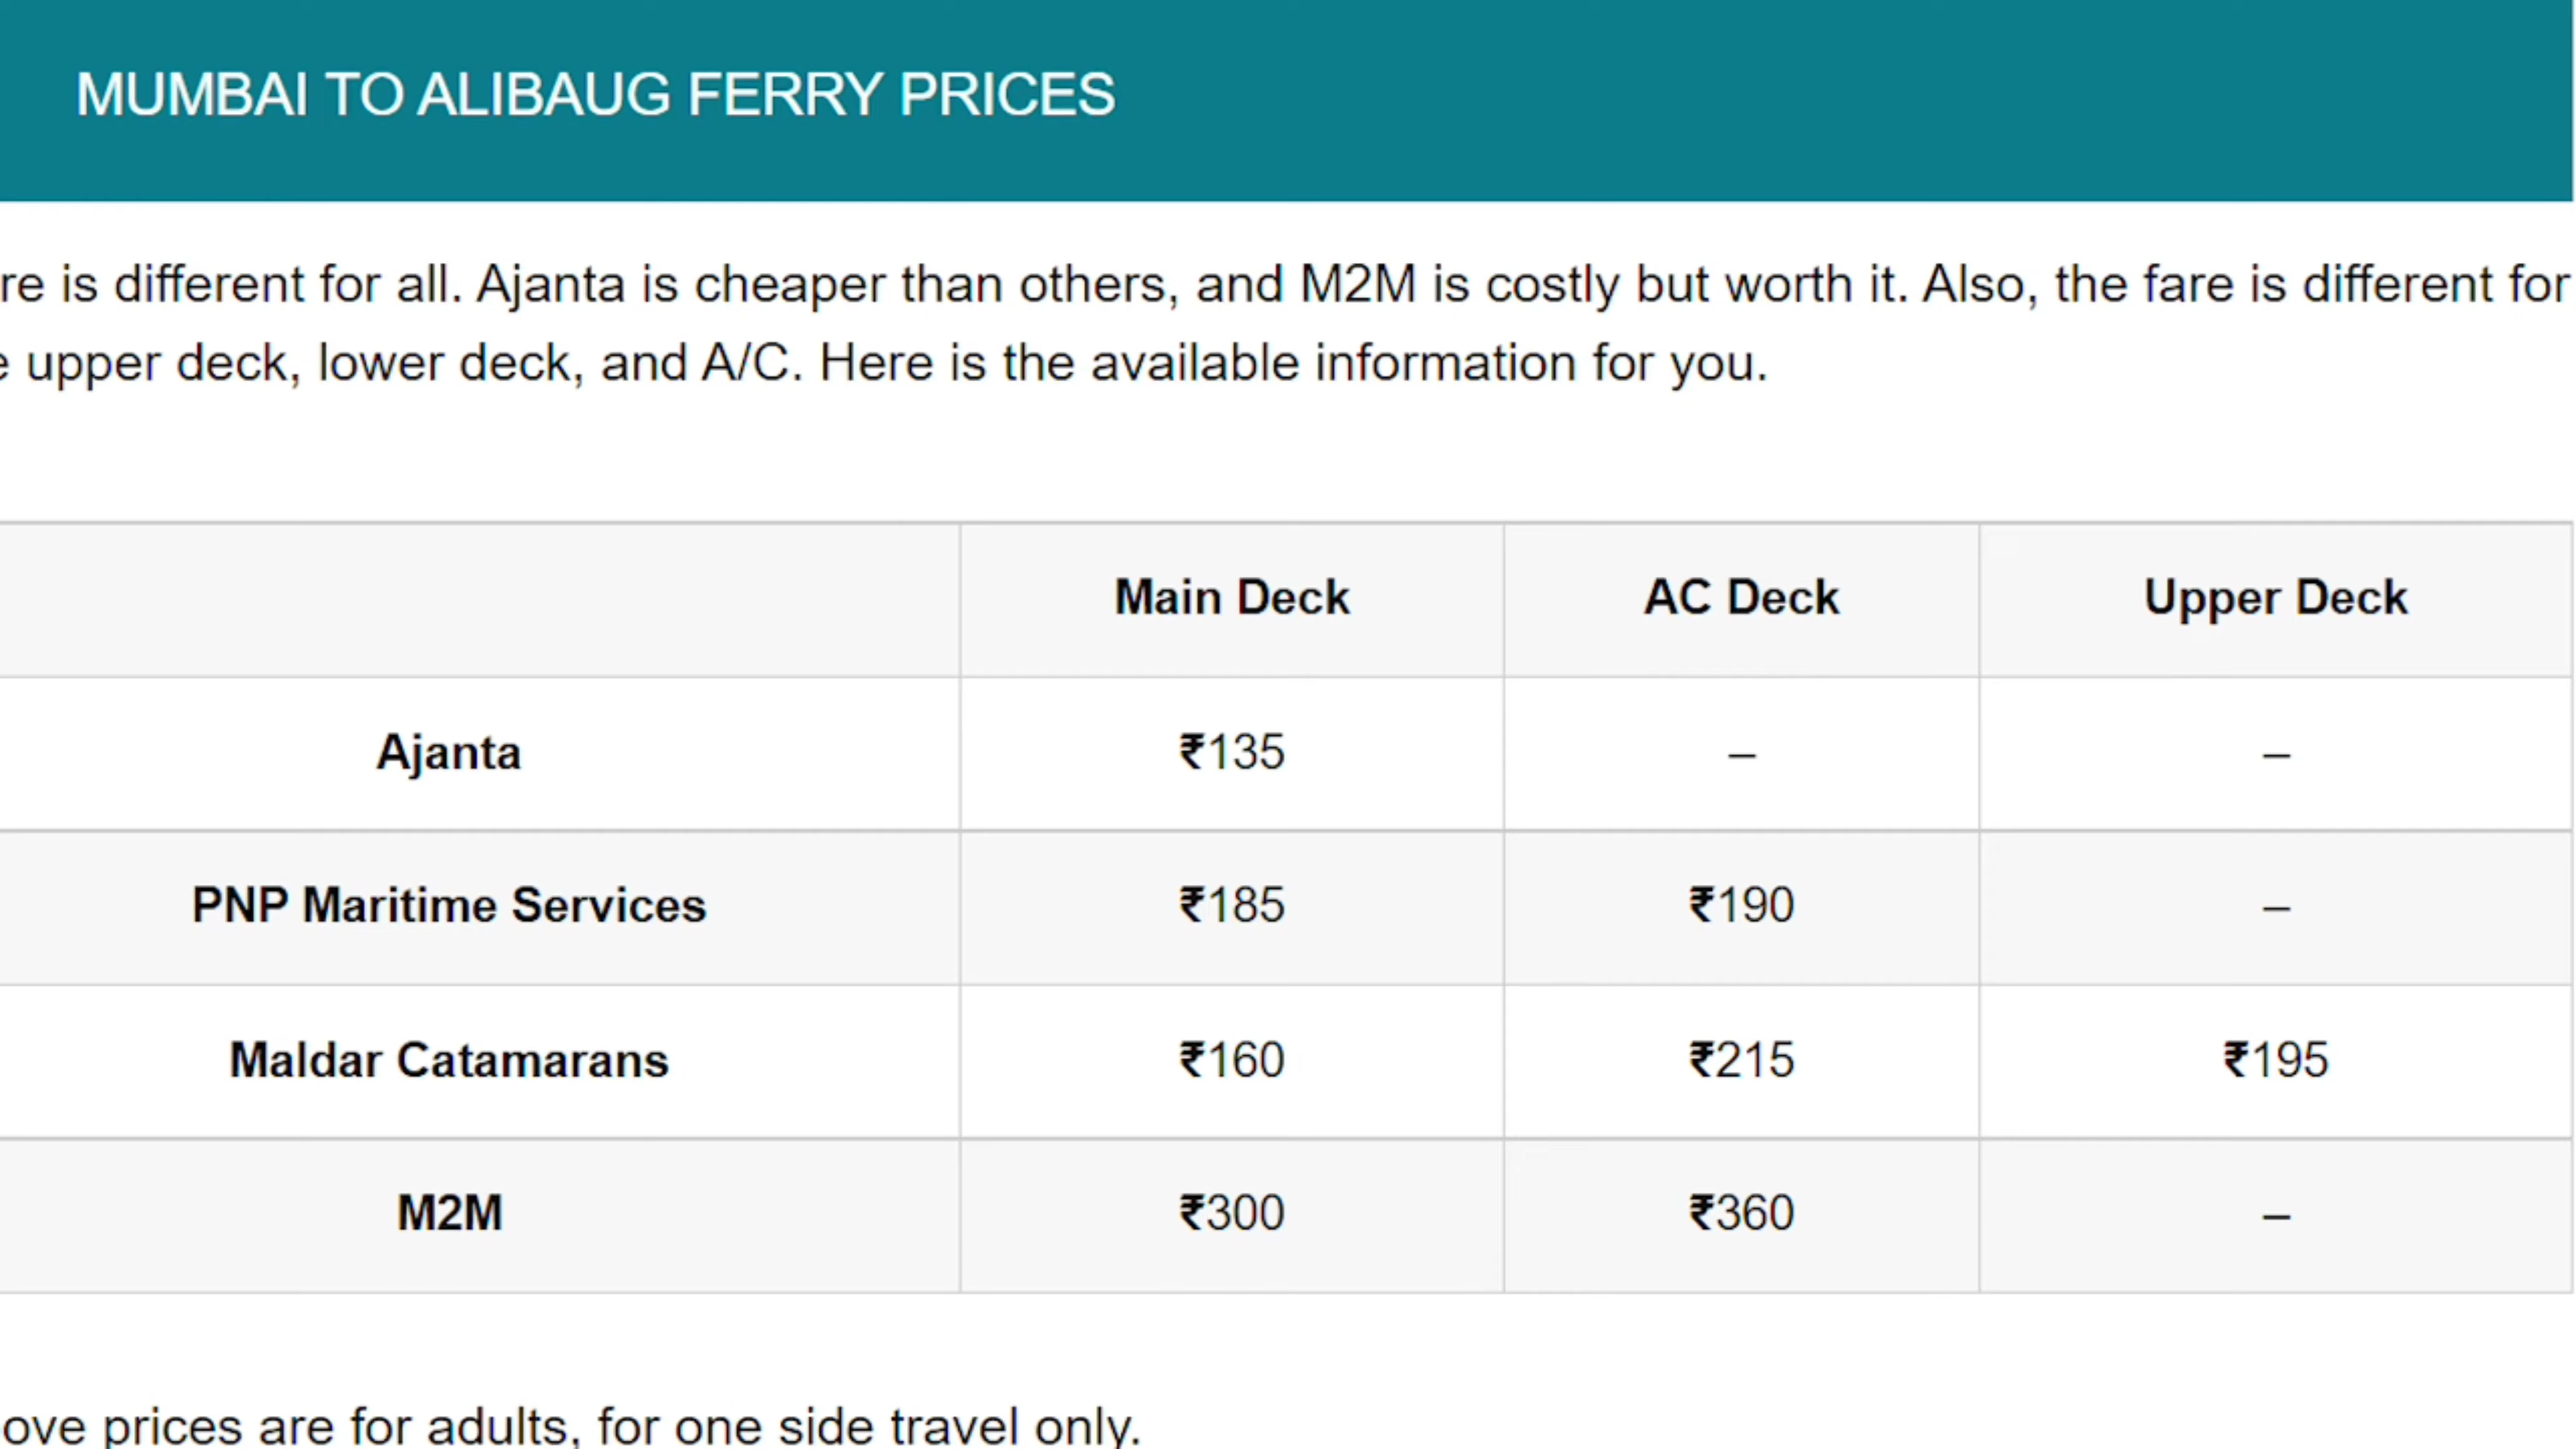 MUMBAI TO ALIBAUG FERRY PRICES
re is different for all. Ajanta is cheaper than others, and M2M is costly but worth it. Also, the fare is different for
e upper deck, lower deck, and A/C. Here is the available information for you.
Main Deck AC Deck Upper Deck
Ajanta ₹135 – –
PNP Maritime Services ₹185 ₹190 –
Maldar Catamarans ₹160 ₹215 ₹195
M2M ₹300 ₹360 –
ove prices are for adults, for one side travel only.